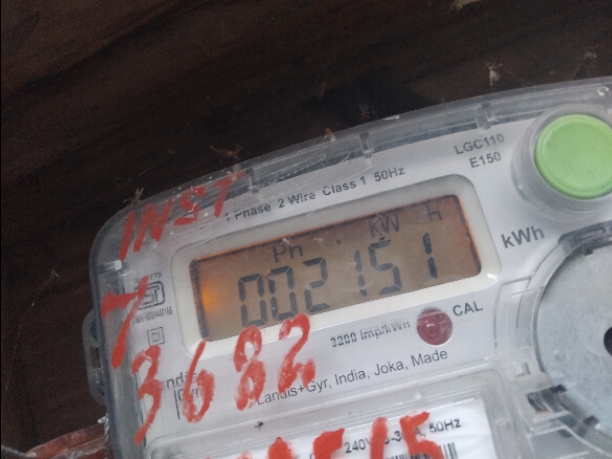 LGC110
E150
INST
1 Phase 2 Wire Class 1 50Hz
kW h
Ph
002151
kWh
CAL
3200 imp/kWh
7
3682
Landis+Gyr, India, Joka, Made
240V
50Hz